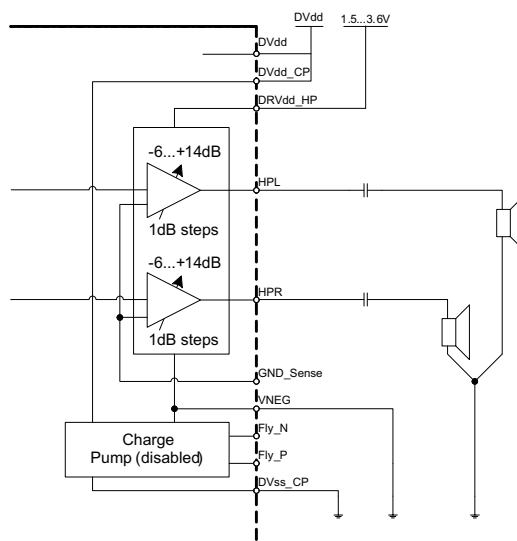 DVdd
1.5...3.6V
DVdd
DVdd_CP
DRVdd_HP
-6...+14dB
HPL
1dB steps
-6...+14dB
HPR
1dB steps
GND_Sense
VNEG
Fly_N
Charge
Pump (disabled)
Fly_P
DVss_CP